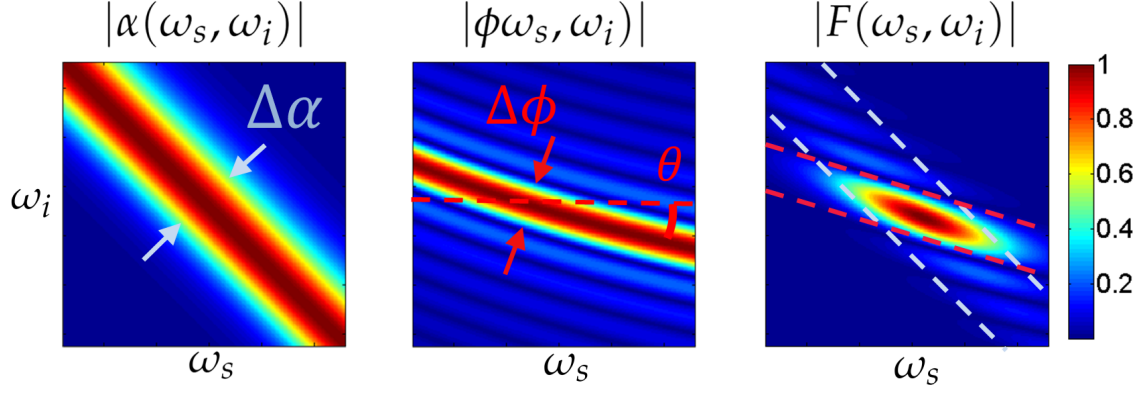 |α(ωₛ, ωᵢ)|
|ϕωₛ, ωᵢ)|
|F(ωₛ, ωᵢ)|
Δα
Δϕ
θ
ωᵢ
ωₛ
ωₛ
ωₛ
1
0.8
0.6
0.4
0.2